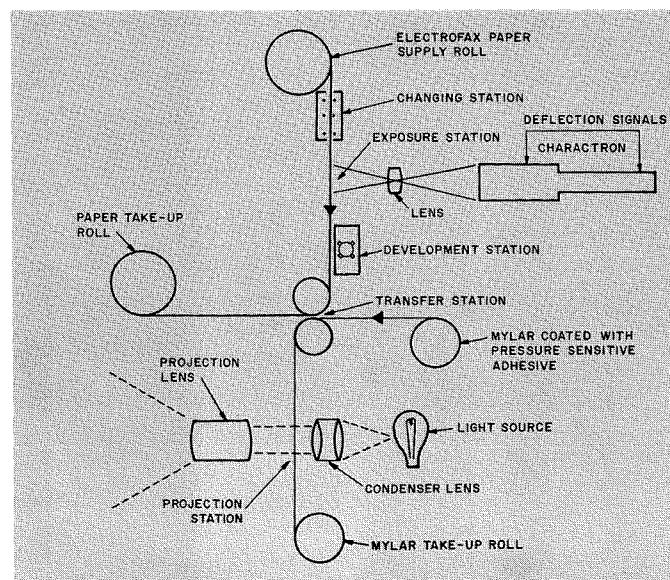 ELECTROFAX PAPER
SUPPLY ROLL
CHANGING STATION
DEFLECTION SIGNALS
EXPOSURE STATION
CHARACTRON
LENS
PAPER TAKE-UP
ROLL
DEVELOPMENT STATION
TRANSFER STATION
MYLAR COATED WITH
PRESSURE SENSITIVE
ADHESIVE
PROJECTION
LENS
LIGHT SOURCE
CONDENSER LENS
PROJECTION
STATION
MYLAR TAKE-UP ROLL